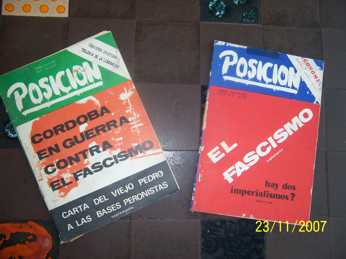 POSICION
CORDOBA
EN GUERRA
CONTRA
EL FASCISMO
CARTA DEL VIEJO PEDRO
A LAS BASES PERONISTAS
POSICION
EL
FASCISMO
hay dos
imperialismos?
23/11/2007